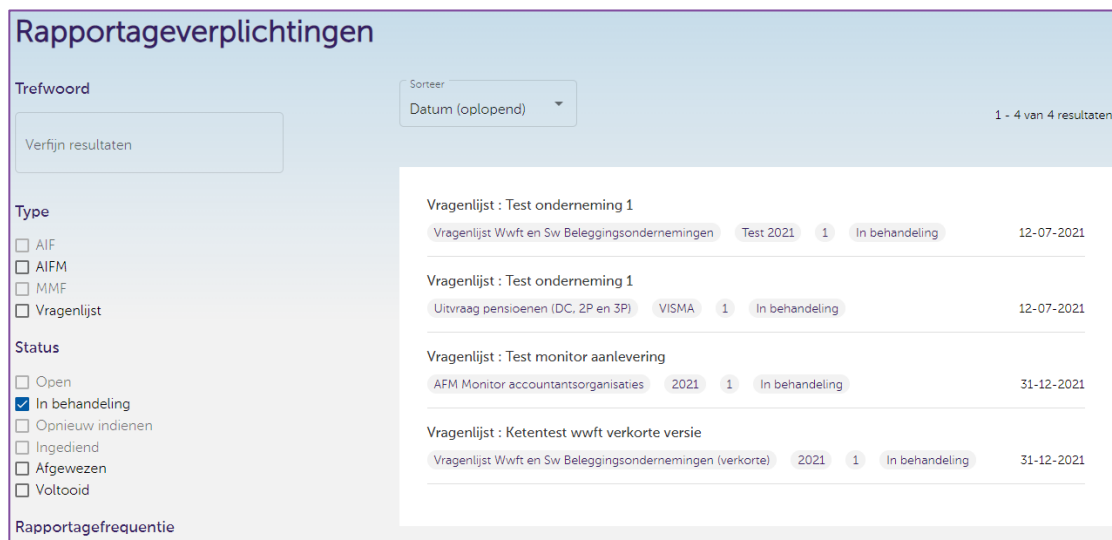 Rapportageverplichtingen
Trefwoord
Verfijn resultaten
Type
AIF
AIFM
MMF
Vragenlijst
Status
Open
In behandeling
Opnieuw indienen
Ingediend
Afgewezen
Voltooid
Rapportagefrequentie
Sorteer
Datum (oplopend)
1 - 4 van 4 resultaten
Vragenlijst : Test onderneming 1
Vragenlijst Wwft en Sw Beleggingsondernemingen Test 2021 1 In behandeling 12-07-2021
Vragenlijst : Test onderneming 1
Uitvraag pensioenen (DC, 2P en 3P) VISMA 1 In behandeling 12-07-2021
Vragenlijst : Test monitor aanlevering
AFM Monitor accountantsorganisaties 2021 1 In behandeling 31-12-2021
Vragenlijst : Ketentest wwft verkorte versie
Vragenlijst Wwft en Sw Beleggingsondernemingen (verkorte) 2021 1 In behandeling 31-12-2021